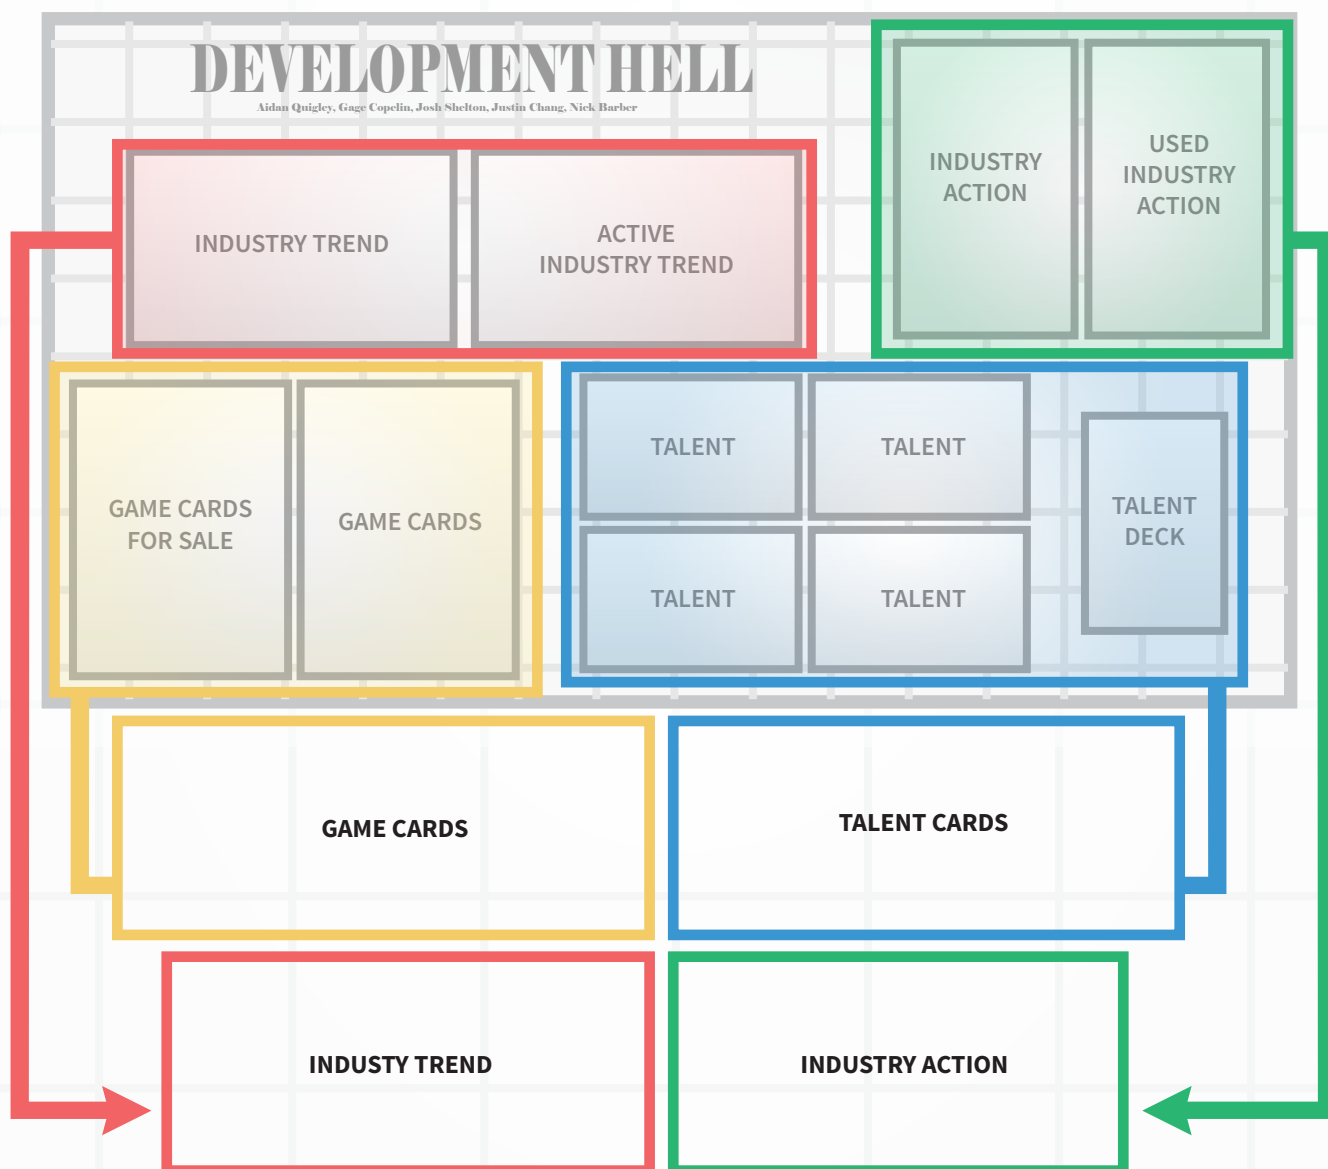 DEVELOPMENT HELL
Aidan Quigley, Gage Copelin, Josh Shelton, Justin Chang, Nick Barber
INDUSTRY TREND
ACTIVE
INDUSTRY TREND
INDUSTRY
ACTION
USED
INDUSTRY
ACTION
GAME CARDS
FOR SALE
GAME CARDS
TALENT
TALENT
TALENT
TALENT
TALENT
DECK
GAME CARDS
TALENT CARDS
INDUSTY TREND
INDUSTRY ACTION